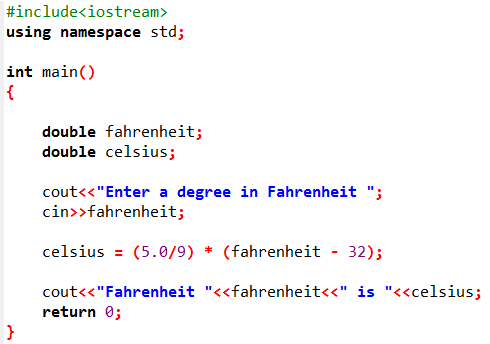 #include<iostream>
using namespace std;
int main()
{
double fahrenheit;
double celsius;
cout<<"Enter a degree in Fahrenheit ";
cin>>fahrenheit;
celsius = (5.0/9) * (fahrenheit - 32);
cout<<"Fahrenheit "<<fahrenheit<<" is "<<celsius;
return 0;
}